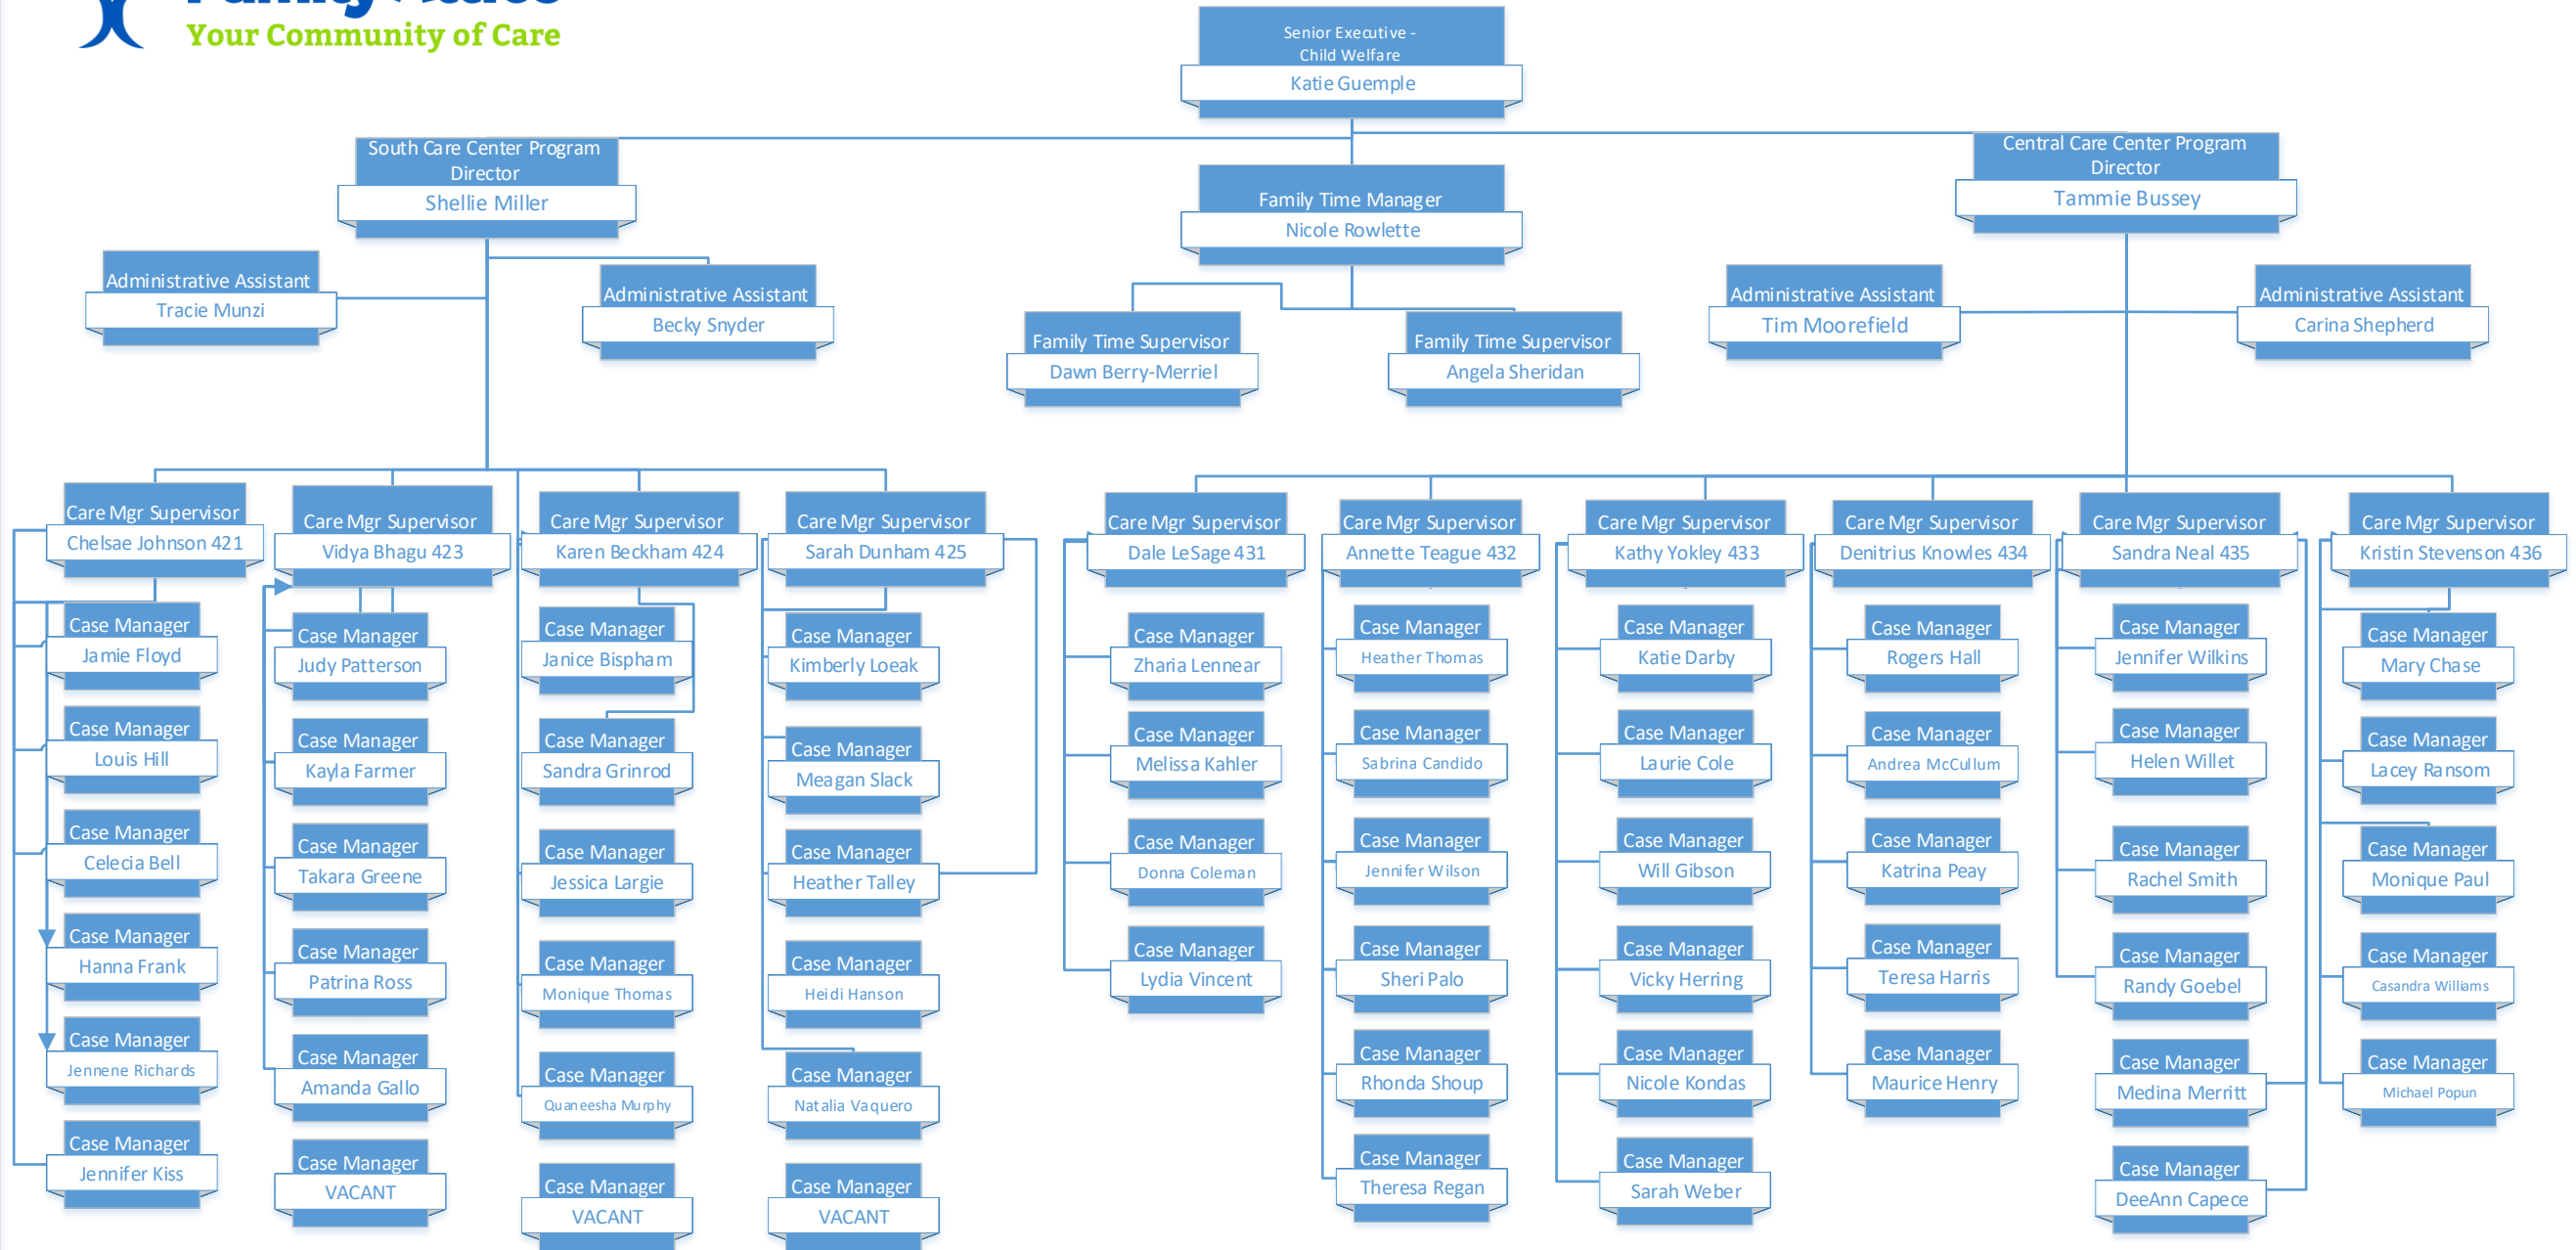 Your Community of Care
Senior Executive -
Child Welfare
Katie Guemple
South Care Center Program
Director
Shellie Miller
Family Time Manager
Nicole Rowlette
Central Care Center Program
Director
Tammie Bussey
Administrative Assistant
Tracie Munzi
Administrative Assistant
Becky Snyder
Family Time Supervisor
Dawn Berry-Merriel
Family Time Supervisor
Angela Sheridan
Administrative Assistant
Tim Moorefield
Administrative Assistant
Carina Shepherd
Care Mgr Supervisor
Chelsae Johnson 421
Case Manager
Jamie Floyd
Case Manager
Louis Hill
Case Manager
Celecia Bell
Case Manager
Hanna Frank
Case Manager
Jennene Richards
Case Manager
Jennifer Kiss
Care Mgr Supervisor
Vidya Bhagu 423
Case Manager
Judy Patterson
Case Manager
Kayla Farmer
Case Manager
Takara Greene
Case Manager
Patrina Ross
Case Manager
Amanda Gallo
Case Manager
VACANT
Care Mgr Supervisor
Karen Beckham 424
Case Manager
Janice Bispham
Case Manager
Sandra Grinrod
Case Manager
Jessica Largie
Case Manager
Monique Thomas
Case Manager
Quaneesha Murphy
Case Manager
VACANT
Care Mgr Supervisor
Sarah Dunham 425
Case Manager
Kimberly Loeak
Case Manager
Meagan Slack
Case Manager
Heather Talley
Case Manager
Heidi Hanson
Case Manager
Natalia Vaquero
Case Manager
VACANT
Care Mgr Supervisor
Dale LeSage 431
Case Manager
Zharia Lennear
Case Manager
Melissa Kahler
Case Manager
Donna Coleman
Case Manager
Lydia Vincent
Care Mgr Supervisor
Annette Teague 432
Case Manager
Heather Thomas
Case Manager
Sabrina Candido
Case Manager
Jennifer Wilson
Case Manager
Sheri Palo
Case Manager
Rhonda Shoup
Case Manager
Theresa Regan
Care Mgr Supervisor
Kathy Yokley 433
Case Manager
Katie Darby
Case Manager
Laurie Cole
Case Manager
Will Gibson
Case Manager
Vicky Herring
Case Manager
Nicole Kondas
Case Manager
Sarah Weber
Care Mgr Supervisor
Denitrius Knowles 434
Case Manager
Rogers Hall
Case Manager
Andrea McCullum
Case Manager
Katrina Peay
Case Manager
Teresa Harris
Case Manager
Maurice Henry
Care Mgr Supervisor
Sandra Neal 435
Case Manager
Jennifer Wilkins
Case Manager
Helen Willet
Case Manager
Rachel Smith
Case Manager
Randy Goebel
Case Manager
Medina Merritt
Case Manager
DeeAnn Capece
Care Mgr Supervisor
Kristin Stevenson 436
Case Manager
Mary Chase
Case Manager
Lacey Ransom
Case Manager
Monique Paul
Case Manager
Casandra Williams
Case Manager
Michael Popun